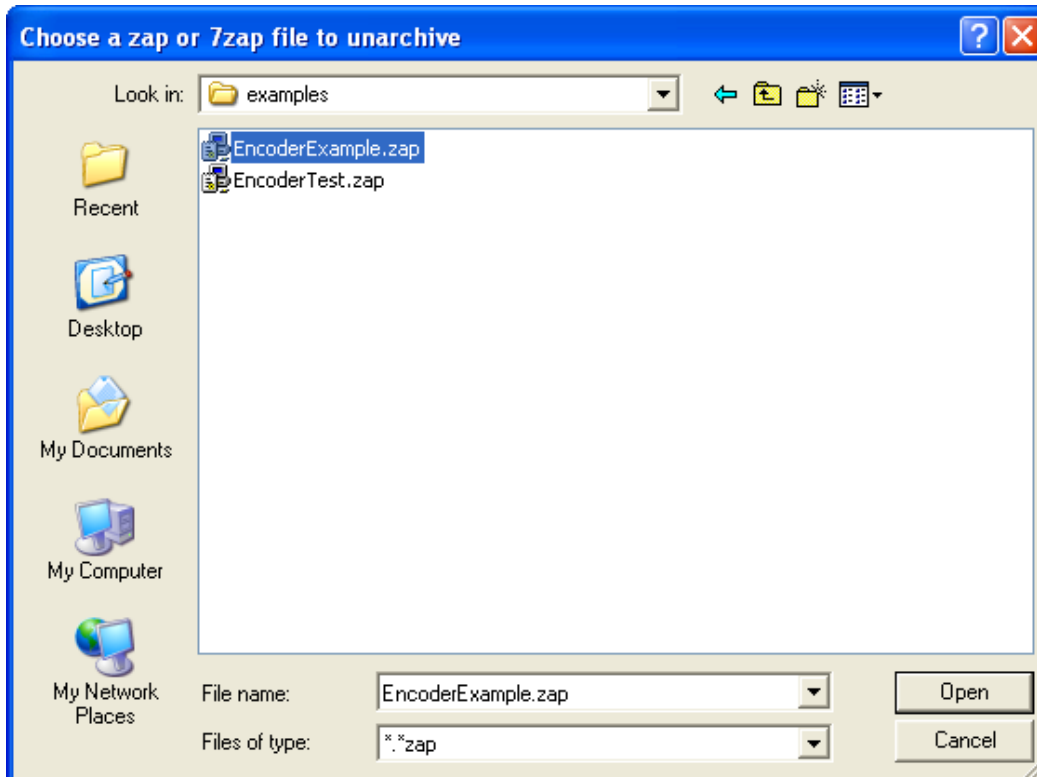 Choose a zap or 7zap file to unarchive
Look in: examples
EncoderExample.zap
EncoderTest.zap
Recent
Desktop
My Documents
My Computer
My Network
Places
File name: EncoderExample.zap Open
Files of type: *.*zap Cancel